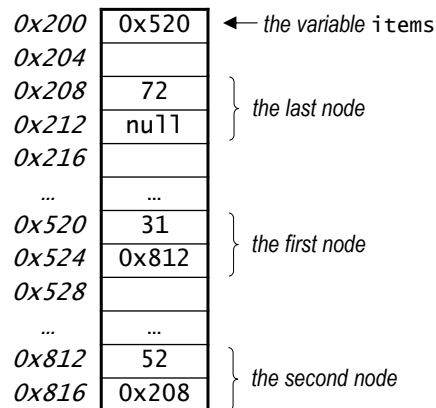 0x200 0x520 the variable items
0x204
0x208 72
the last node
0x212 null
0x216
... ...
0x520 31
the first node
0x524 0x812
0x528
... ...
0x812 52
the second node
0x816 0x208